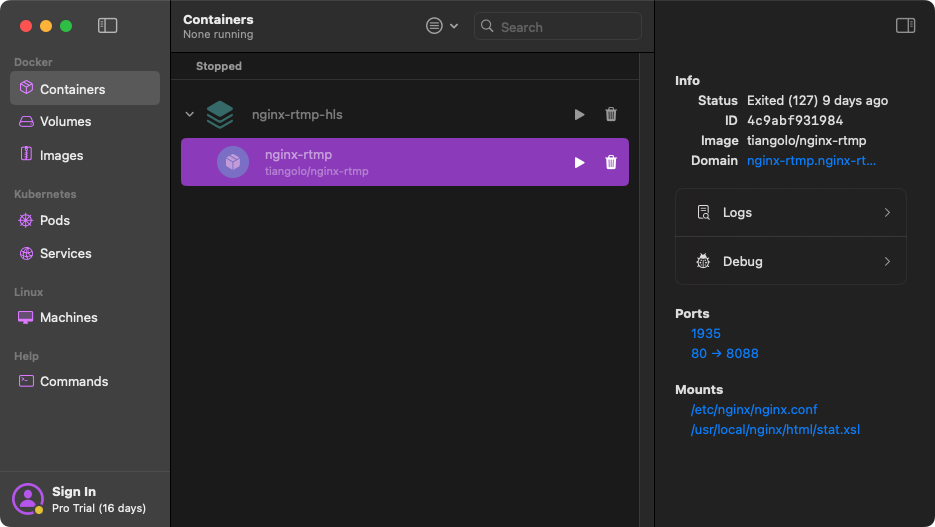 Docker
Containers
Volumes
Images
Kubernetes
Pods
Services
Linux
Machines
Help
Commands
Sign In
Pro Trial (16 days)
Containers
None running
Search
Stopped
nginx-rtmp-hls
nginx-rtmp
tiangolo/nginx-rtmp
Info
Status Exited (127) 9 days ago
ID 4c9abf931984
Image tiangolo/nginx-rtmp
Domain nginx-rtmp.nginx-rt...
Logs
Debug
Ports
1935
80 → 8088
Mounts
/etc/nginx/nginx.conf
/usr/local/nginx/html/stat.xsl